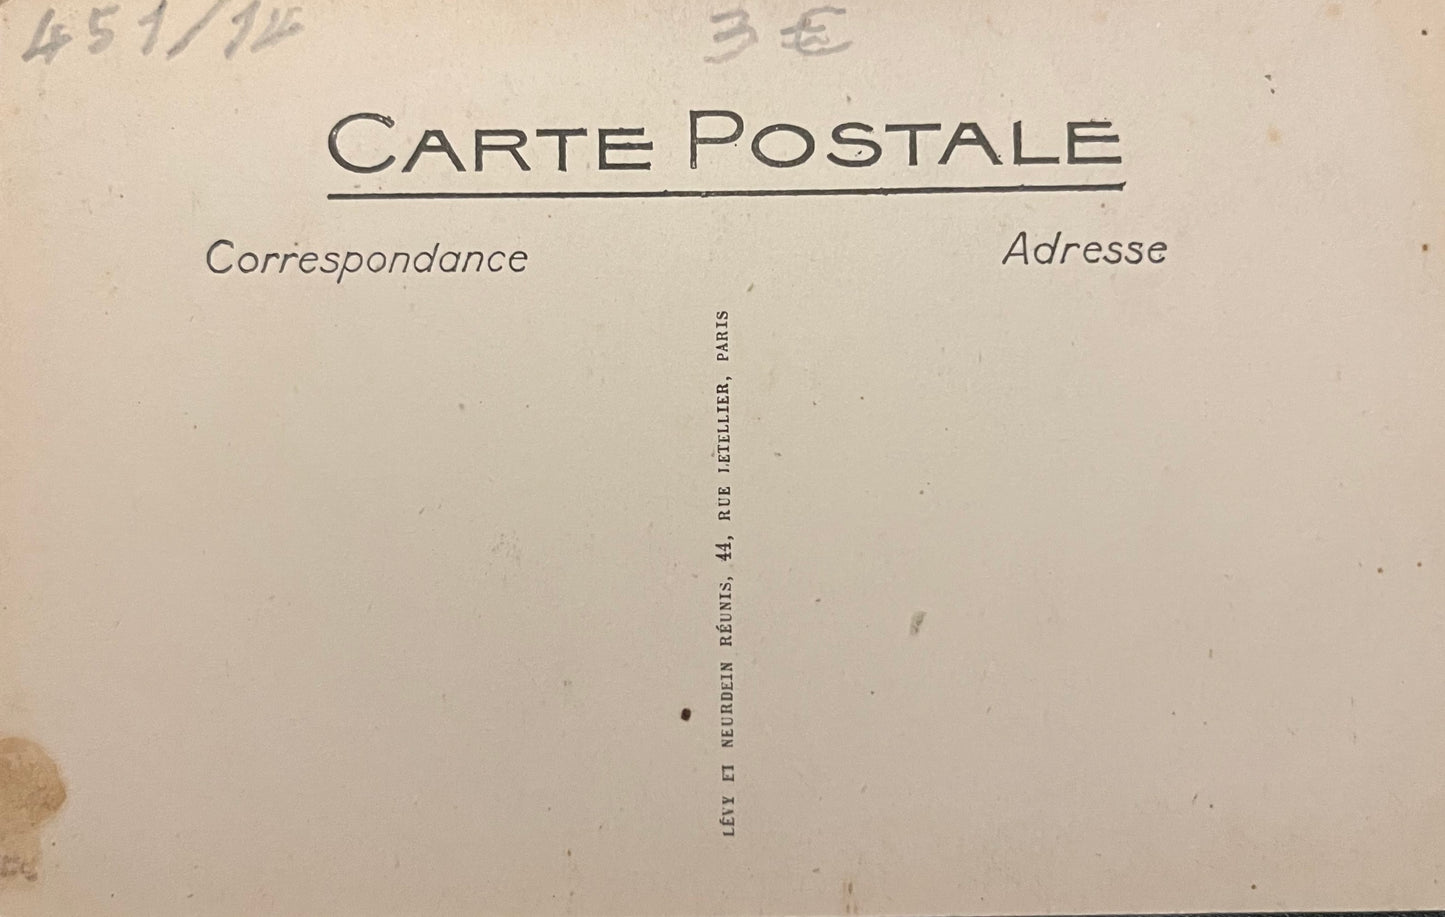 451/14
3 €
CARTE POSTALE
Correspondance
Adresse
LÉVY ET NEURDEIN RÉUNIS, 44, RUE LETELLIER, PARIS